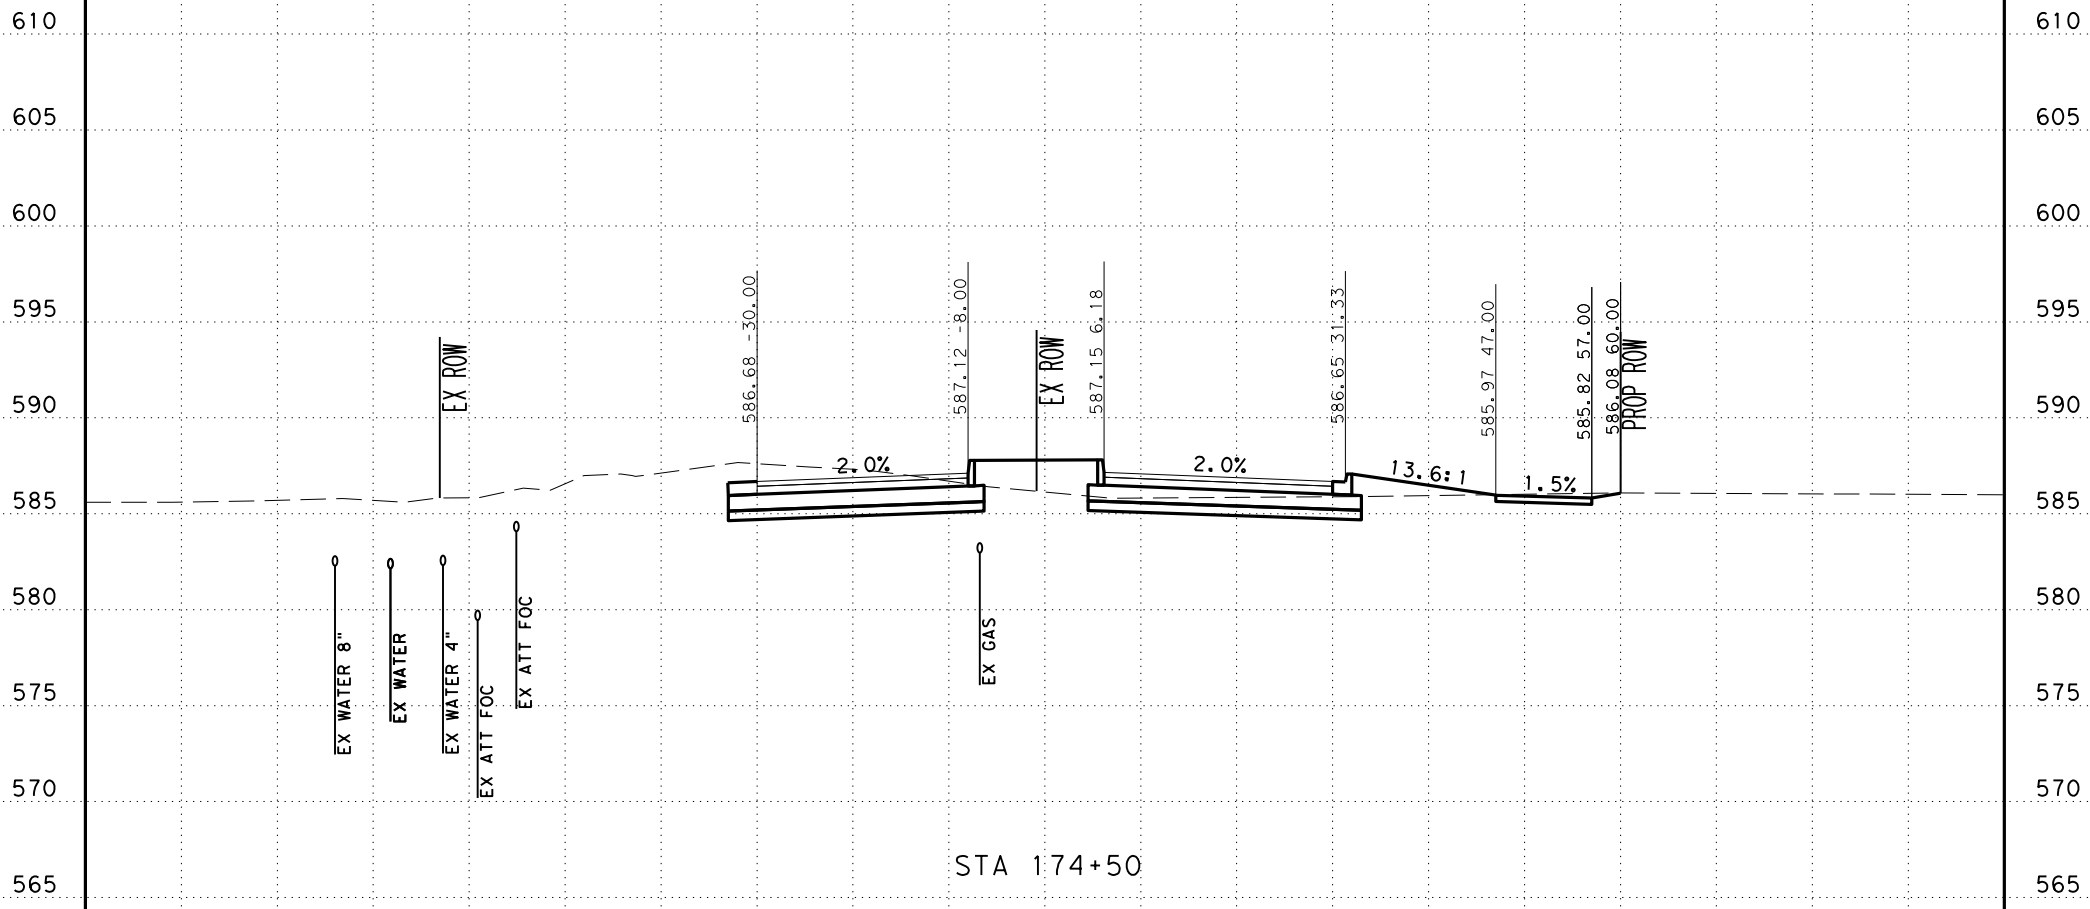 610 610
605 605
600 600
595 595
590 590
585 585
580 580
575 575
570 570
565 565
EX ROW
586.68 -30.00
587.12 -8.00
EX ROW
587.15 6.18
586.65 31.33
585.97 47.00
585.82 57.00
586.08 60.00
PROP ROW
2.0%
2.0%
13.6:1
1.5%
EX WATER 8"
EX WATER
EX WATER 4"
EX ATT FOC
EX ATT FOC
EX GAS
STA 174+50